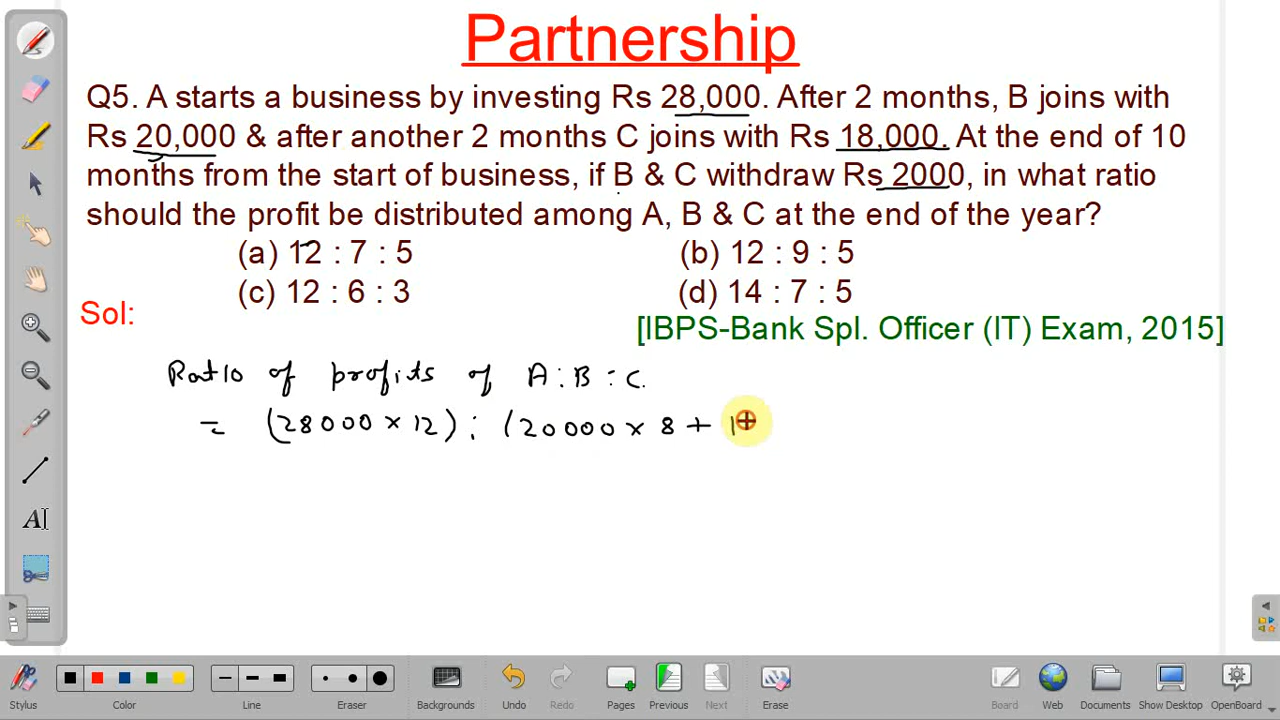 Partnership
Q5. A starts a business by investing Rs 28,000. After 2 months, B joins with
Rs 20,000 & after another 2 months C joins with Rs 18,000. At the end of 10
months from the start of business, if B & C withdraw Rs 2000, in what ratio
should the profit be distributed among A, B & C at the end of the year?
(a) 12 : 7 : 5 (b) 12 : 9 : 5
(c) 12 : 6 : 3 (d) 14 : 7 : 5
Sol:
[IBPS-Bank Spl. Officer (IT) Exam, 2015]
Ratio of profits of A : B : C.
= (28000 × 12) : (20000 × 8 + 1
Stylus Color Line Eraser Backgrounds Undo Redo Pages Previous Next Erase Board Web Documents Show Desktop OpenBoard